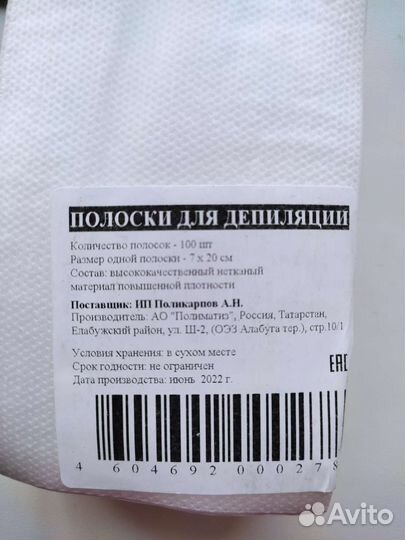 ПОЛОСКИ ДЛЯ ДЕПИЛЯЦИИ
Количество полосок - 100 шт
Размер одной полоски - 7 х 20 см
Состав: высококачественный нетканый
материал повышенной плотности
Поставщик: ИП Поликарпов А.Н.
Производитель: АО "Полиматиз", Россия, Татарстан,
Елабужский район, ул. Ш-2, (ОЭЗ Алабуга тер.), стр.10/1
Условия хранения: в сухом месте
Срок годности: не ограничен
Дата производства: июнь 2022 г.
EAC
4 604692 000278
Avito